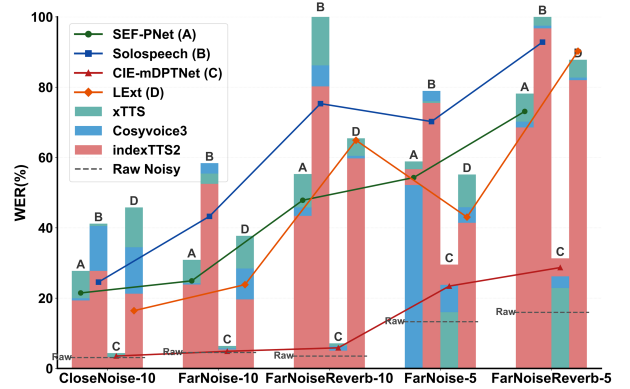 100
80
60
40
20
0
WER(%)
SEF-PNet (A)
Solospeech (B)
CIE-mDPTNet (C)
LExt (D)
xTTS
Cosyvoice3
indexTTS2
Raw Noisy
A B C D
A B C D
A B C D
A B C D
A B C D
Raw
Raw
Raw
Raw
Raw
CloseNoise-10 FarNoise-10 FarNoiseReverb-10 FarNoise-5 FarNoiseReverb-5